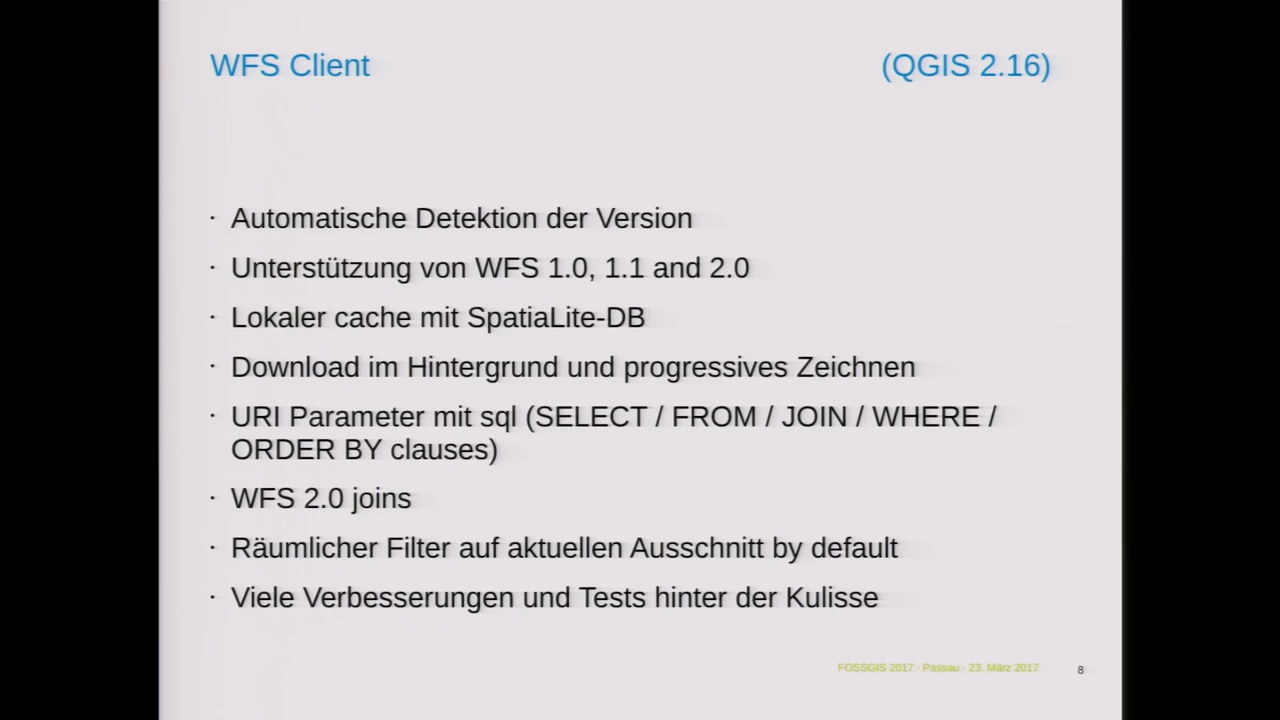 WFS Client (QGIS 2.16)
· Automatische Detektion der Version
· Unterstützung von WFS 1.0, 1.1 and 2.0
· Lokaler cache mit SpatiaLite-DB
· Download im Hintergrund und progressives Zeichnen
· URI Parameter mit sql (SELECT / FROM / JOIN / WHERE /
ORDER BY clauses)
· WFS 2.0 joins
· Räumlicher Filter auf aktuellen Ausschnitt by default
· Viele Verbesserungen und Tests hinter der Kulisse
FOSSGIS 2017 · Passau · 23. März 2017 8